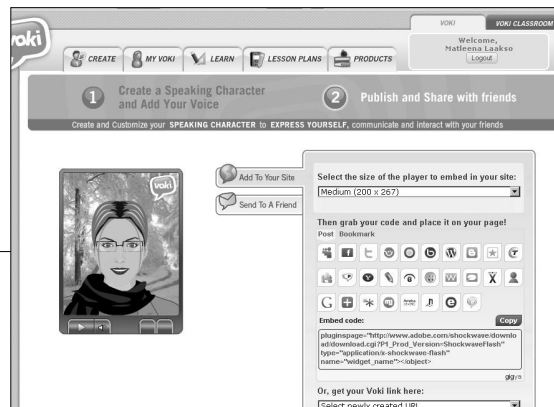 voki
VOKI
VOKI CLASSROOM
Welcome,
Matleena Laakso
Logout
CREATE
MY VOKI
LEARN
LESSON PLANS
PRODUCTS
1
Create a Speaking Character
and Add Your Voice
2
Publish and Share with friends
Create and Customize your SPEAKING CHARACTER to EXPRESS YOURSELF, communicate and interact with your friends
voki
Add To Your Site
Send To A Friend
Select the size of the player to embed in your site:
Medium (200 x 267)
Then grab your code and place it on your page!
Post Bookmark
Embed code:
Copy
pluginspage="http://www.adobe.com/shockwave/downlo
ad/download.cgi?P1_Prod_Version=ShockwaveFlash"
type="application/x-shockwave-flash"
name="widget_name"></object>
gigya
Or, get your Voki link here:
Select newly created URL